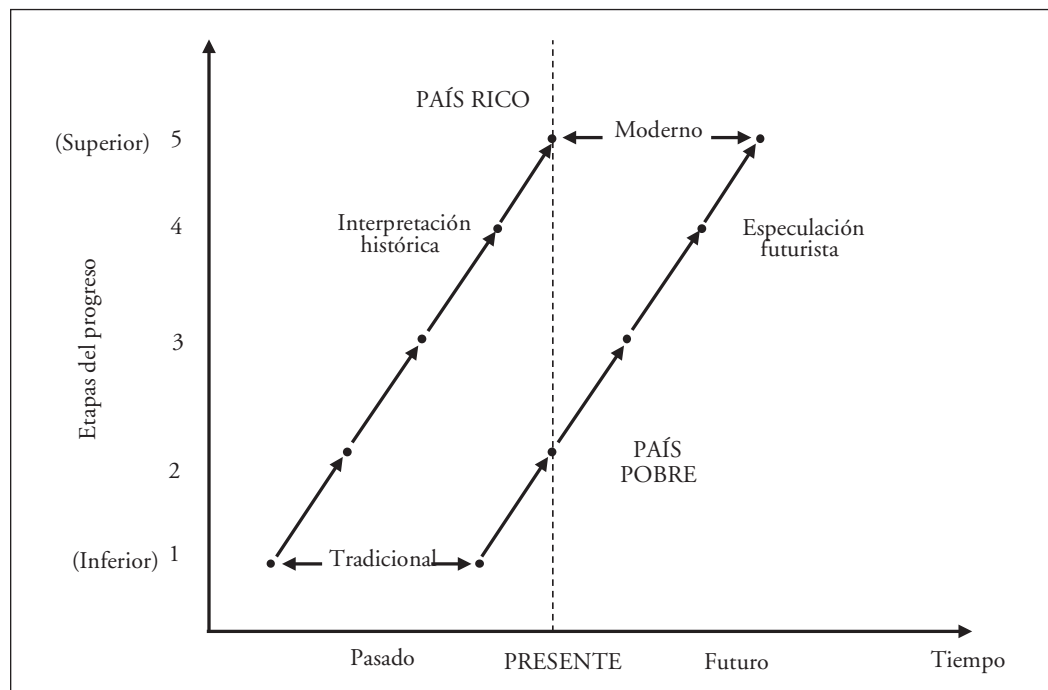 PAÍS RICO
(Superior) 5
Moderno
4
Interpretación
histórica
Especulación
futurista
Etapas del progreso
3
2
PAÍS
POBRE
(Inferior) 1
Tradicional
Pasado
PRESENTE
Futuro
Tiempo